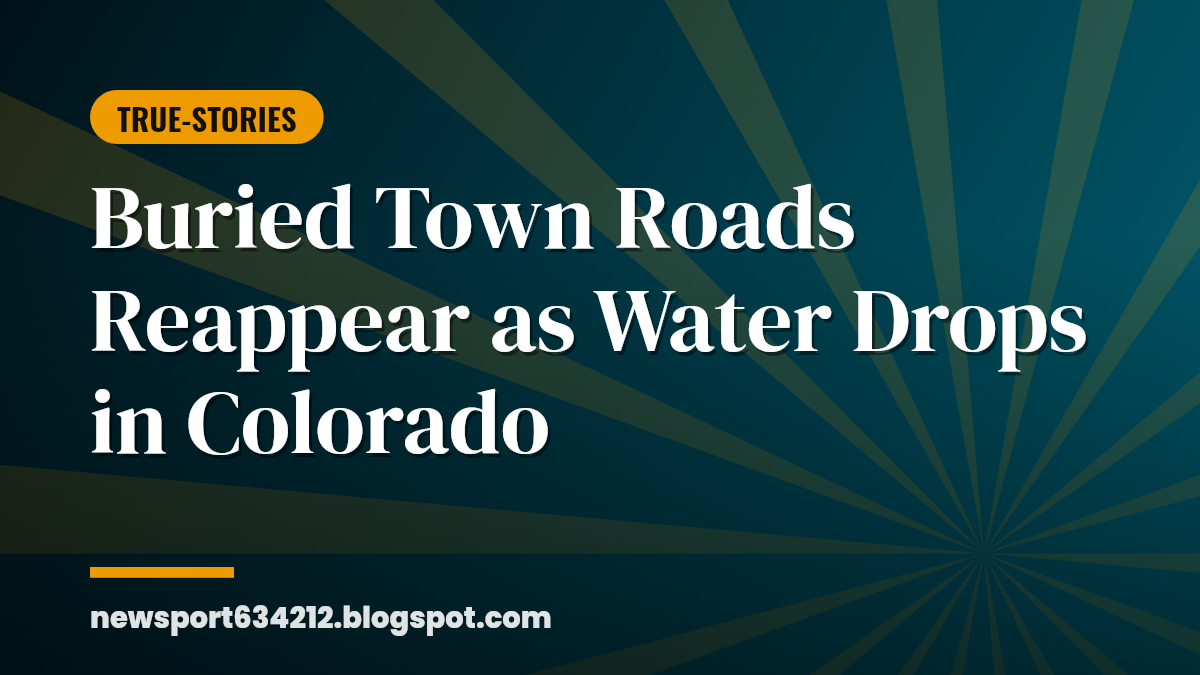 TRUE-STORIES
Buried Town Roads
Reappear as Water Drops
in Colorado
newsport634212.blogspot.com